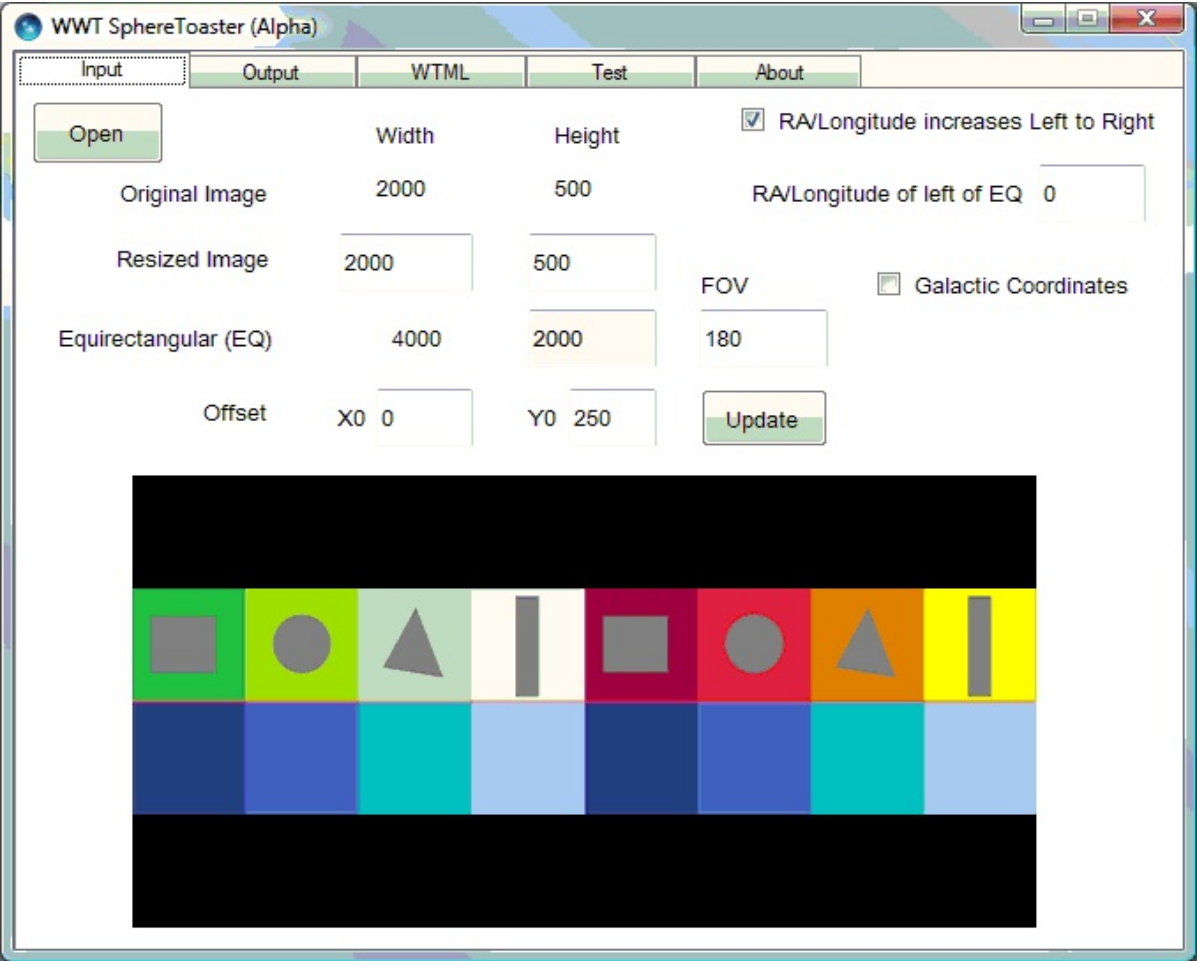 WWT SphereToaster (Alpha)
Input Output WTML Test About
Open Width Height RA/Longitude increases Left to Right
Original Image 2000 500 RA/Longitude of left of EQ 0
Resized Image 2000 500
FOV Galactic Coordinates
Equirectangular (EQ) 4000 2000 180
Offset X0 0 Y0 250 Update